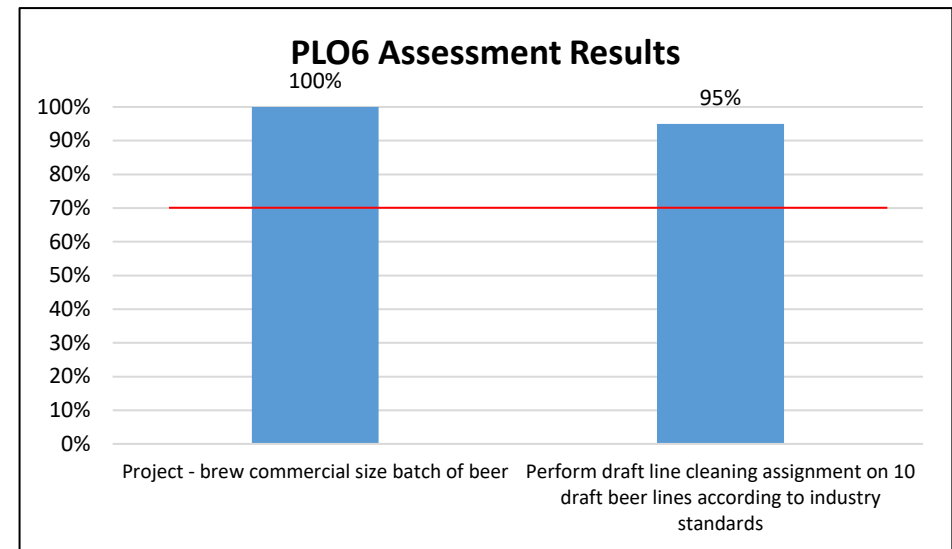 PLO6 Assessment Results
100%
95%
100%
90%
80%
70%
60%
50%
40%
30%
20%
10%
0%
Project - brew commercial size batch of beer
Perform draft line cleaning assignment on 10
draft beer lines according to industry
standards